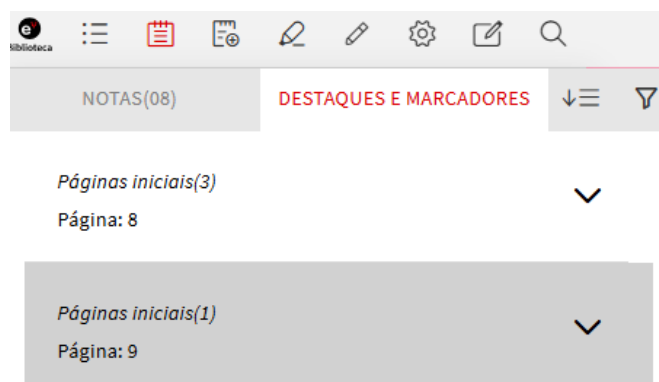 Biblioteca
NOTAS(08)
DESTAQUES E MARCADORES
Páginas iniciais(3)
Página: 8
Páginas iniciais(1)
Página: 9